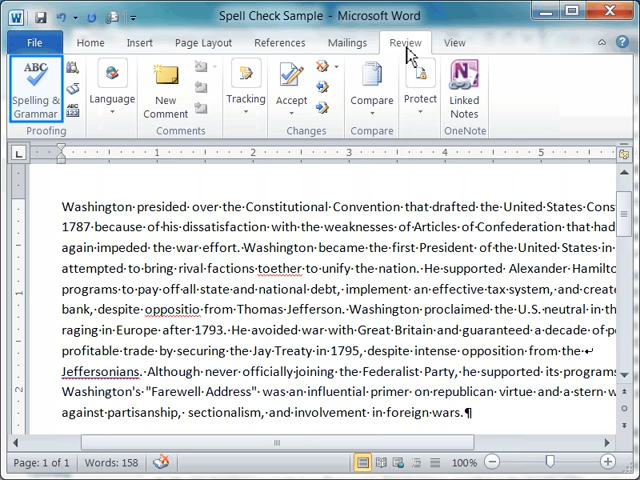 Spell Check Sample - Microsoft Word
File Home Insert Page Layout References Mailings Review View
ABC
Spelling & Grammar
Language
New Comment
Tracking
Accept
Compare
Protect
Linked Notes
Proofing Comments Changes Compare OneNote
1 2 3 4 5
Washington presided over the Constitutional Convention that drafted the United States Cons
1787 because of his dissatisfaction with the weaknesses of Articles of Confederation that had
again impeded the war effort. Washington became the first President of the United States in
attempted to bring rival factions toether to unify the nation. He supported Alexander Hamilto
programs to pay off all state and national debt, implement an effective tax system, and create
bank, despite oppositio from Thomas Jefferson. Washington proclaimed the U.S. neutral in th
raging in Europe after 1793. He avoided war with Great Britain and guaranteed a decade of p
profitable trade by securing the Jay Treaty in 1795, despite intense opposition from the ↵
Jeffersonians. Although never officially joining the Federalist Party, he supported its programs
Washington's "Farewell Address" was an influential primer on republican virtue and a stern w
against partisanship, sectionalism, and involvement in foreign wars.¶
Page: 1 of 1 Words: 158 100%